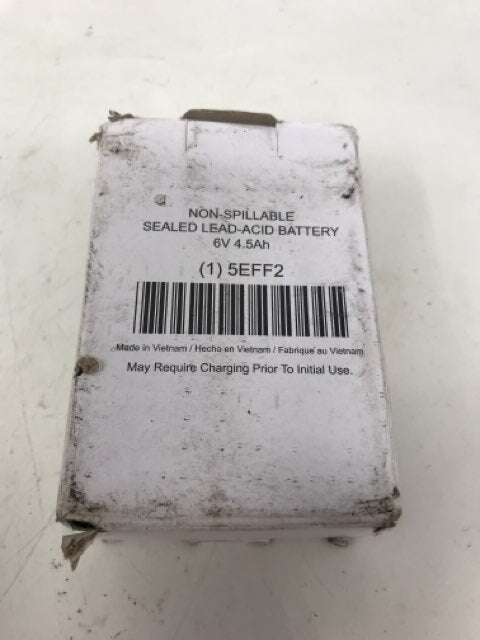 NON-SPILLABLE
SEALED LEAD-ACID BATTERY
6V 4.5Ah
(1) 5EFF2
Made in Vietnam / Hecho en Vietnam / Fabrique au Vietnam
May Require Charging Prior To Initial Use.